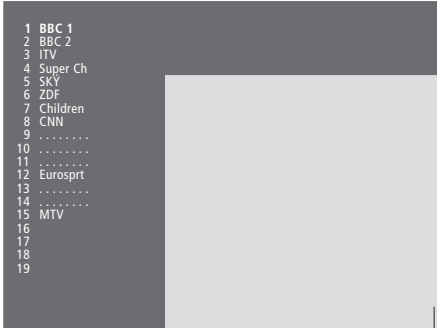 1 BBC 1
2 BBC 2
3 ITV
4 Super Ch
5 SKY
6 ZDF
7 Children
8 CNN
9 . . . . . . . .
10 . . . . . . . .
11 . . . . . . . .
12 Eurosprt
13 . . . . . . . .
14 . . . . . . . .
15 MTV
16
17
18
19